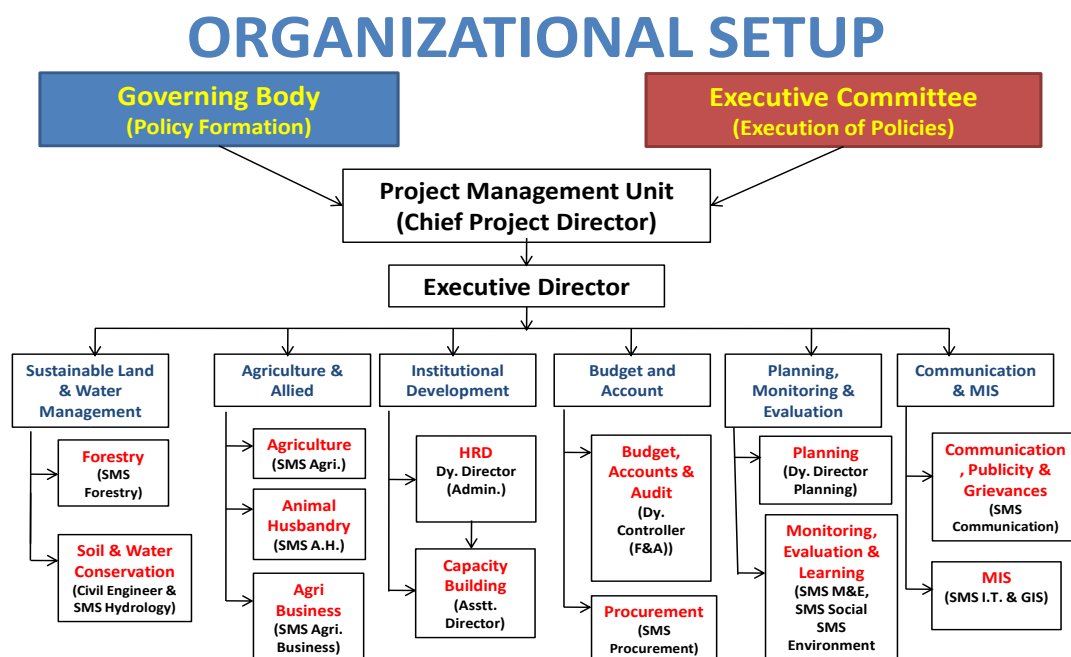 ORGANIZATIONAL SETUP
Governing Body
(Policy Formation)
Executive Committee
(Execution of Policies)
Project Management Unit
(Chief Project Director)
Executive Director
Sustainable Land
& Water
Management
Agriculture &
Allied
Institutional
Development
Budget and
Account
Planning,
Monitoring &
Evaluation
Communication
& MIS
Forestry
(SMS
Forestry)
Soil & Water
Conservation
(Civil Engineer &
SMS Hydrology)
Agriculture
(SMS Agri.)
Animal
Husbandry
(SMS A.H.)
Agri
Business
(SMS Agri.
Business)
HRD
Dy. Director
(Admin.)
Capacity
Building
(Asstt.
Director)
Budget,
Accounts &
Audit
(Dy.
Controller
(F&A))
Procurement
(SMS
Procurement)
Planning
(Dy. Director
Planning)
Monitoring,
Evaluation &
Learning
(SMS M&E,
SMS Social
SMS
Environment
Communication
, Publicity &
Grievances
(SMS
Communication)
MIS
(SMS I.T. & GIS)